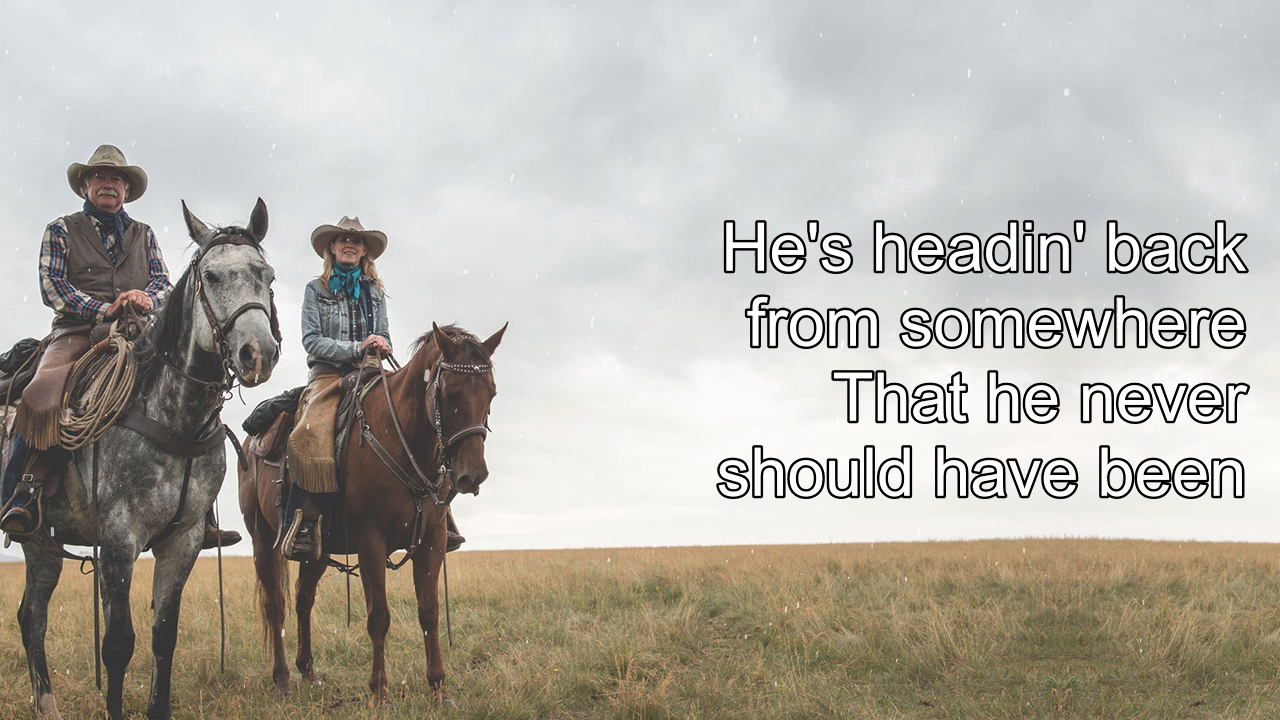 He's headin' back
from somewhere
That he never
should have been